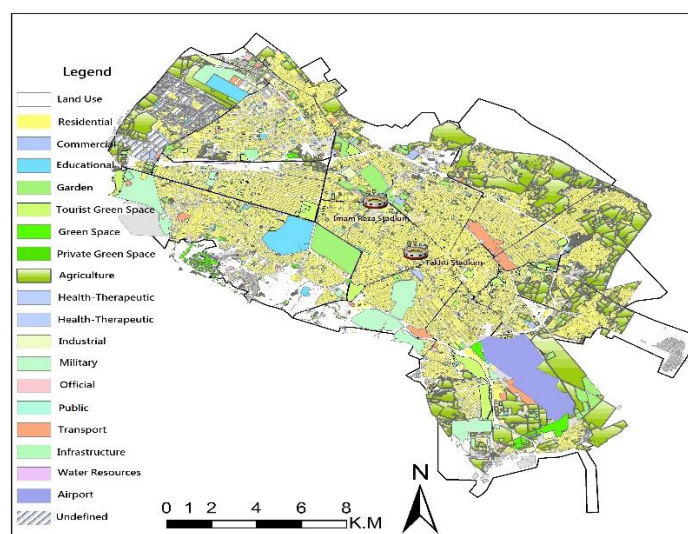 Legend
Land Use
Residential
Commercial
Educational
Garden
Tourist Green Space
Green Space
Private Green Space
Agriculture
Health-Therapeutic
Health-Therapeutic
Industrial
Military
Official
Public
Transport
Infrastructure
Water Resources
Airport
Undefined
Imam Reza Stadium
Takhti Stadium
N
0 1 2 4 6 8
K.M